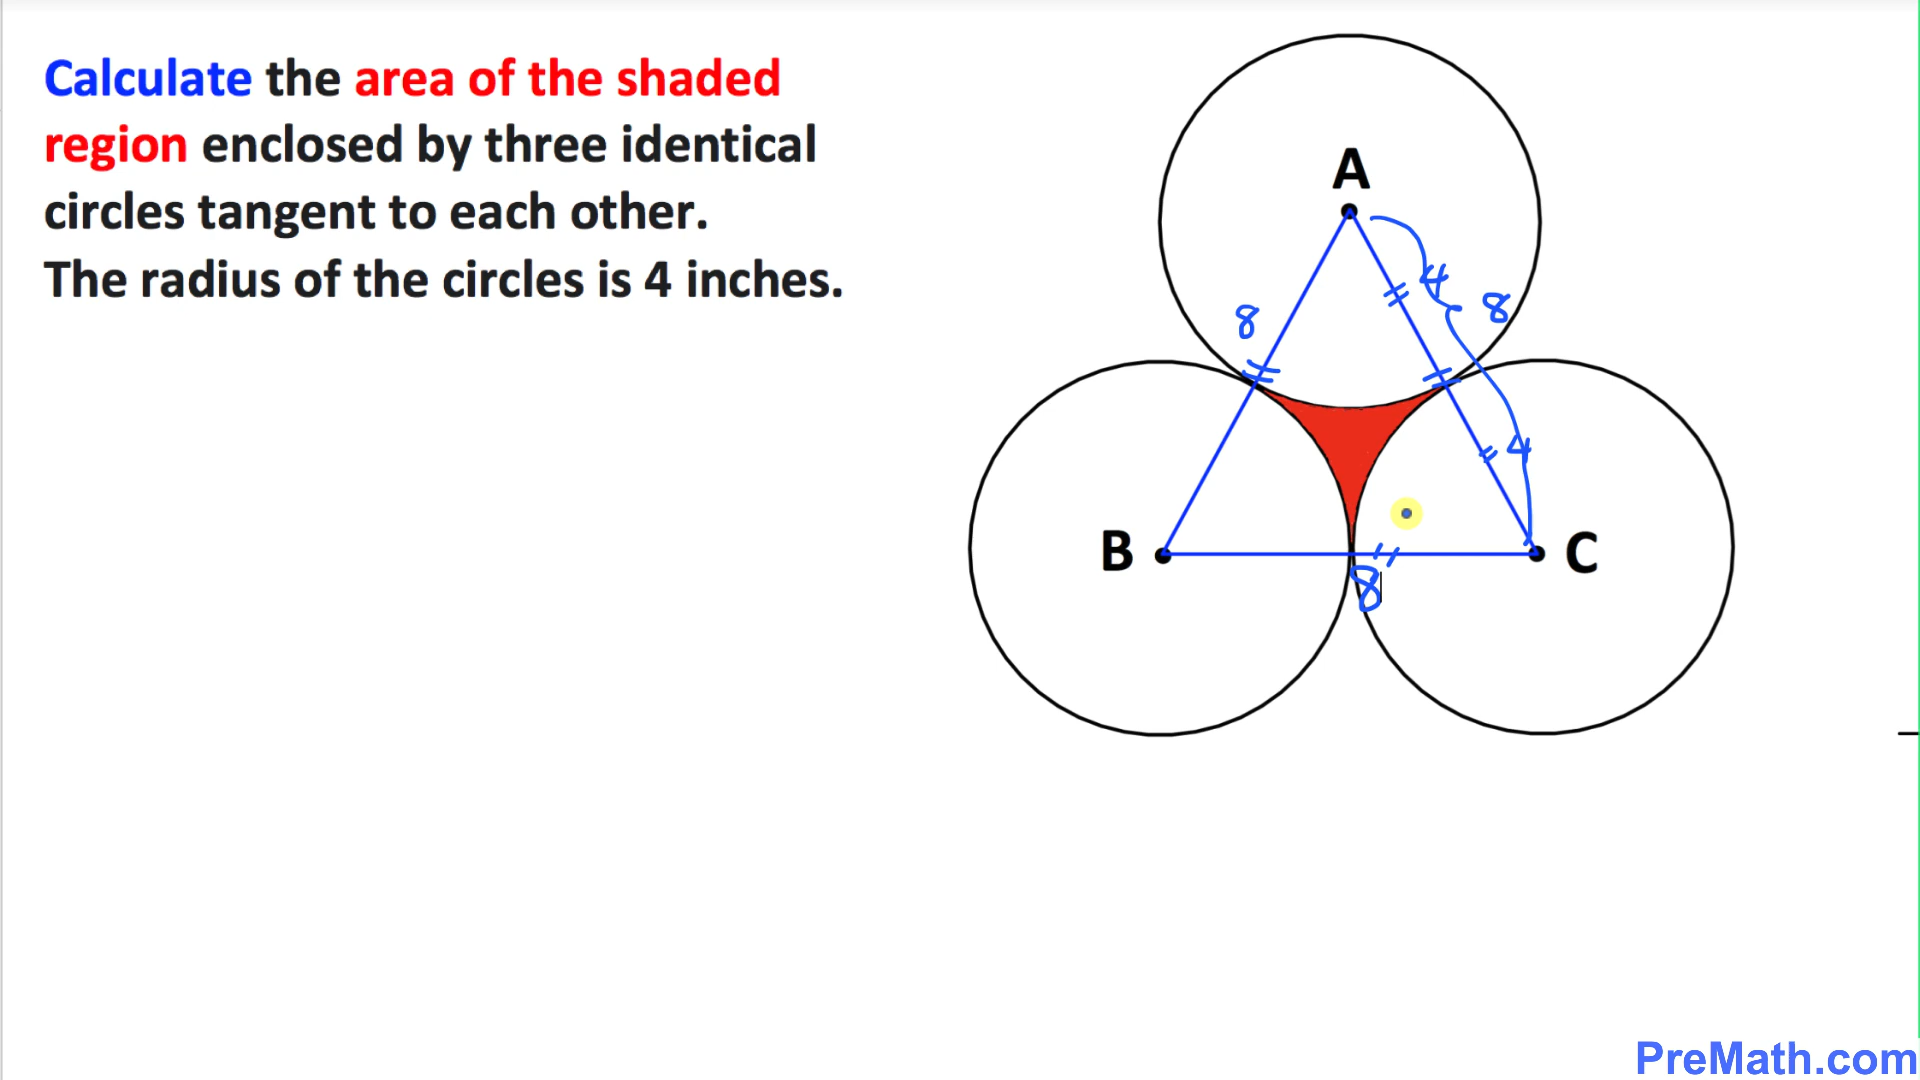 Calculate the area of the shaded
region enclosed by three identical
circles tangent to each other.
The radius of the circles is 4 inches.
A
4
8
8
4
B
C
8
PreMath.com